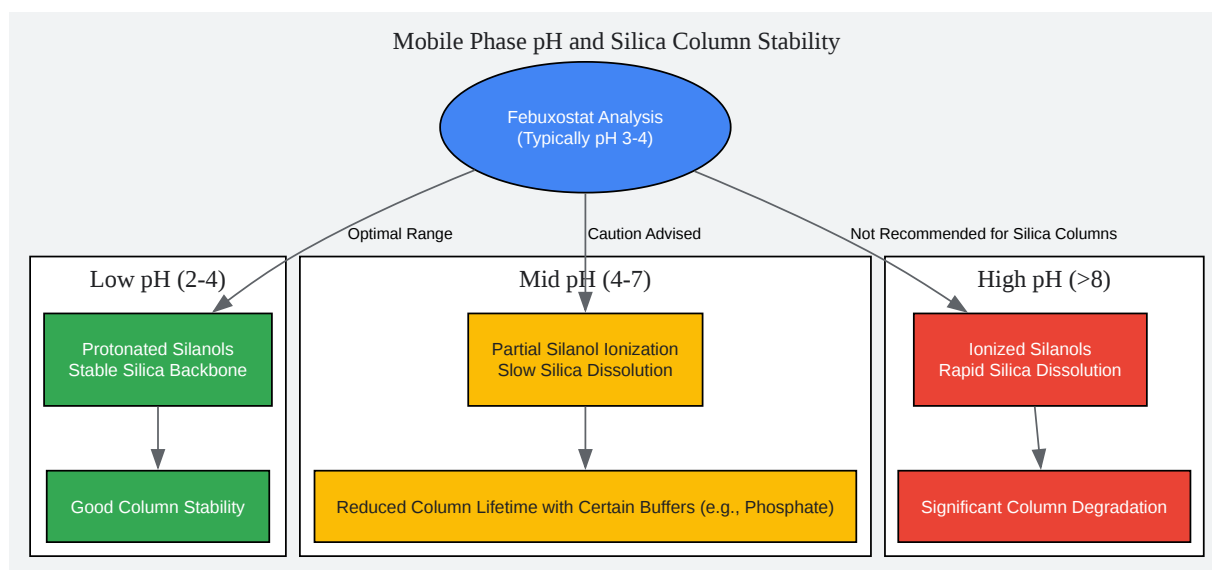 Mobile Phase pH and Silica Column Stability
Febuxostat Analysis
(Typically pH 3-4)
Optimal Range
Caution Advised
Not Recommended for Silica Columns
Low pH (2-4)
Mid pH (4-7)
High pH (>8)
Protonated Silanols
Stable Silica Backbone
Partial Silanol Ionization
Slow Silica Dissolution
Ionized Silanols
Rapid Silica Dissolution
Good Column Stability
Reduced Column Lifetime with Certain Buffers (e.g., Phosphate)
Significant Column Degradation